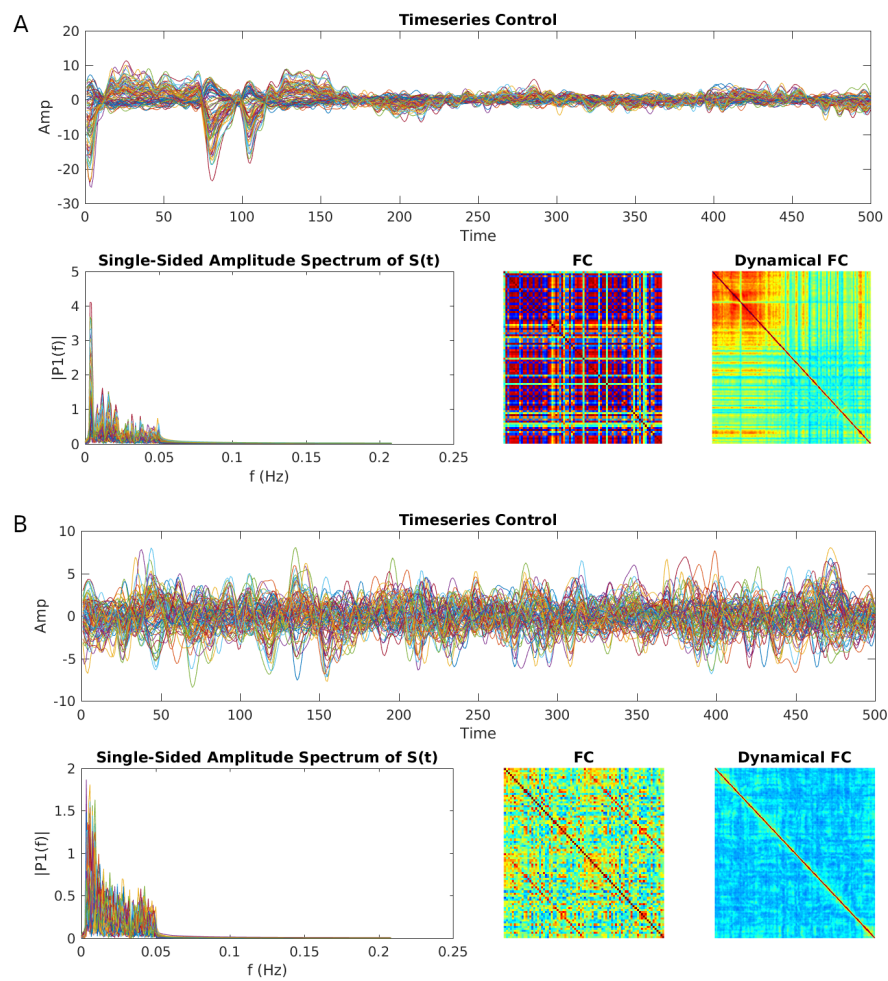 A
Timeseries Control
20
10
0
-10
-20
-30
Amp
0 50 100 150 200 250 300 350 400 450 500
Time
Single-Sided Amplitude Spectrum of S(t)
5
4
3
2
1
0
|P1(f)|
0 0.05 0.1 0.15 0.2 0.25
f (Hz)
FC
Dynamical FC
B
Timeseries Control
10
5
0
-5
-10
Amp
0 50 100 150 200 250 300 350 400 450 500
Time
Single-Sided Amplitude Spectrum of S(t)
2
1.5
1
0.5
0
|P1(f)|
0 0.05 0.1 0.15 0.2 0.25
f (Hz)
FC
Dynamical FC